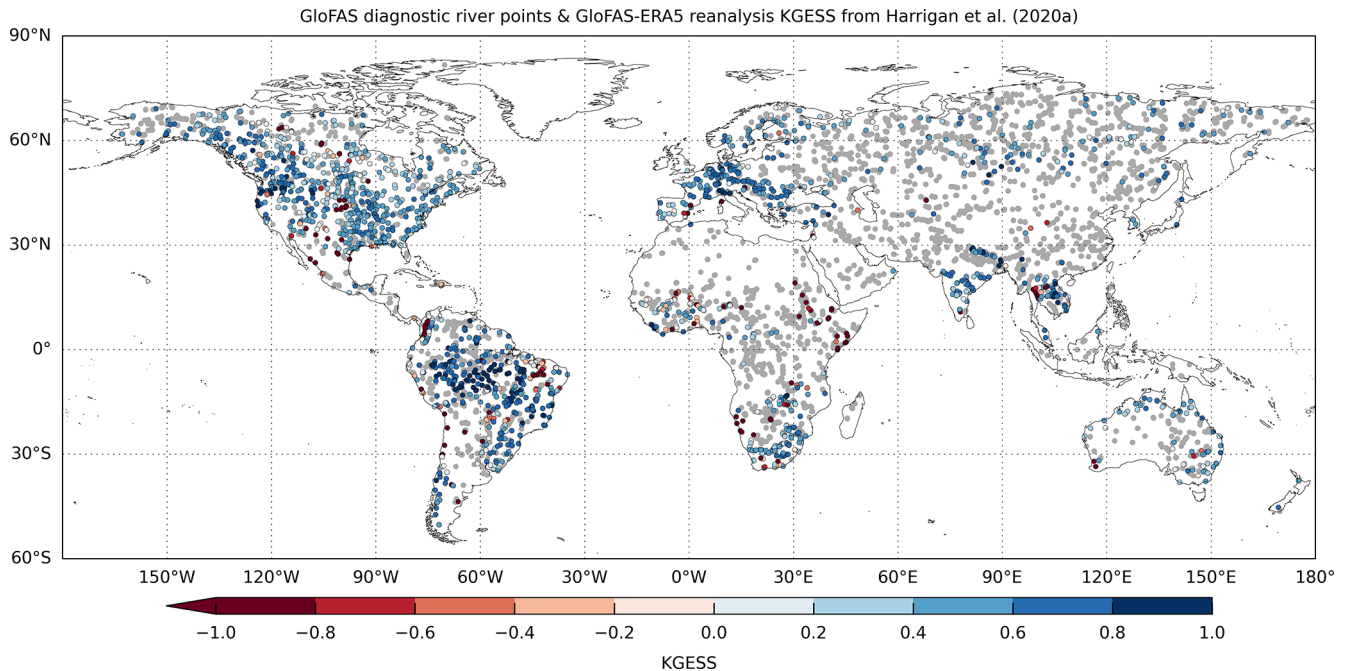 GloFAS diagnostic river points & GloFAS-ERA5 reanalysis KGESS from Harrigan et al. (2020a)
90°N
60°N
30°N
0°
30°S
60°S
150°W 120°W 90°W 60°W 30°W 0°W 30°E 60°E 90°E 120°E 150°E 180°
−1.0 −0.8 −0.6 −0.4 −0.2 0.0 0.2 0.4 0.6 0.8 1.0
KGESS